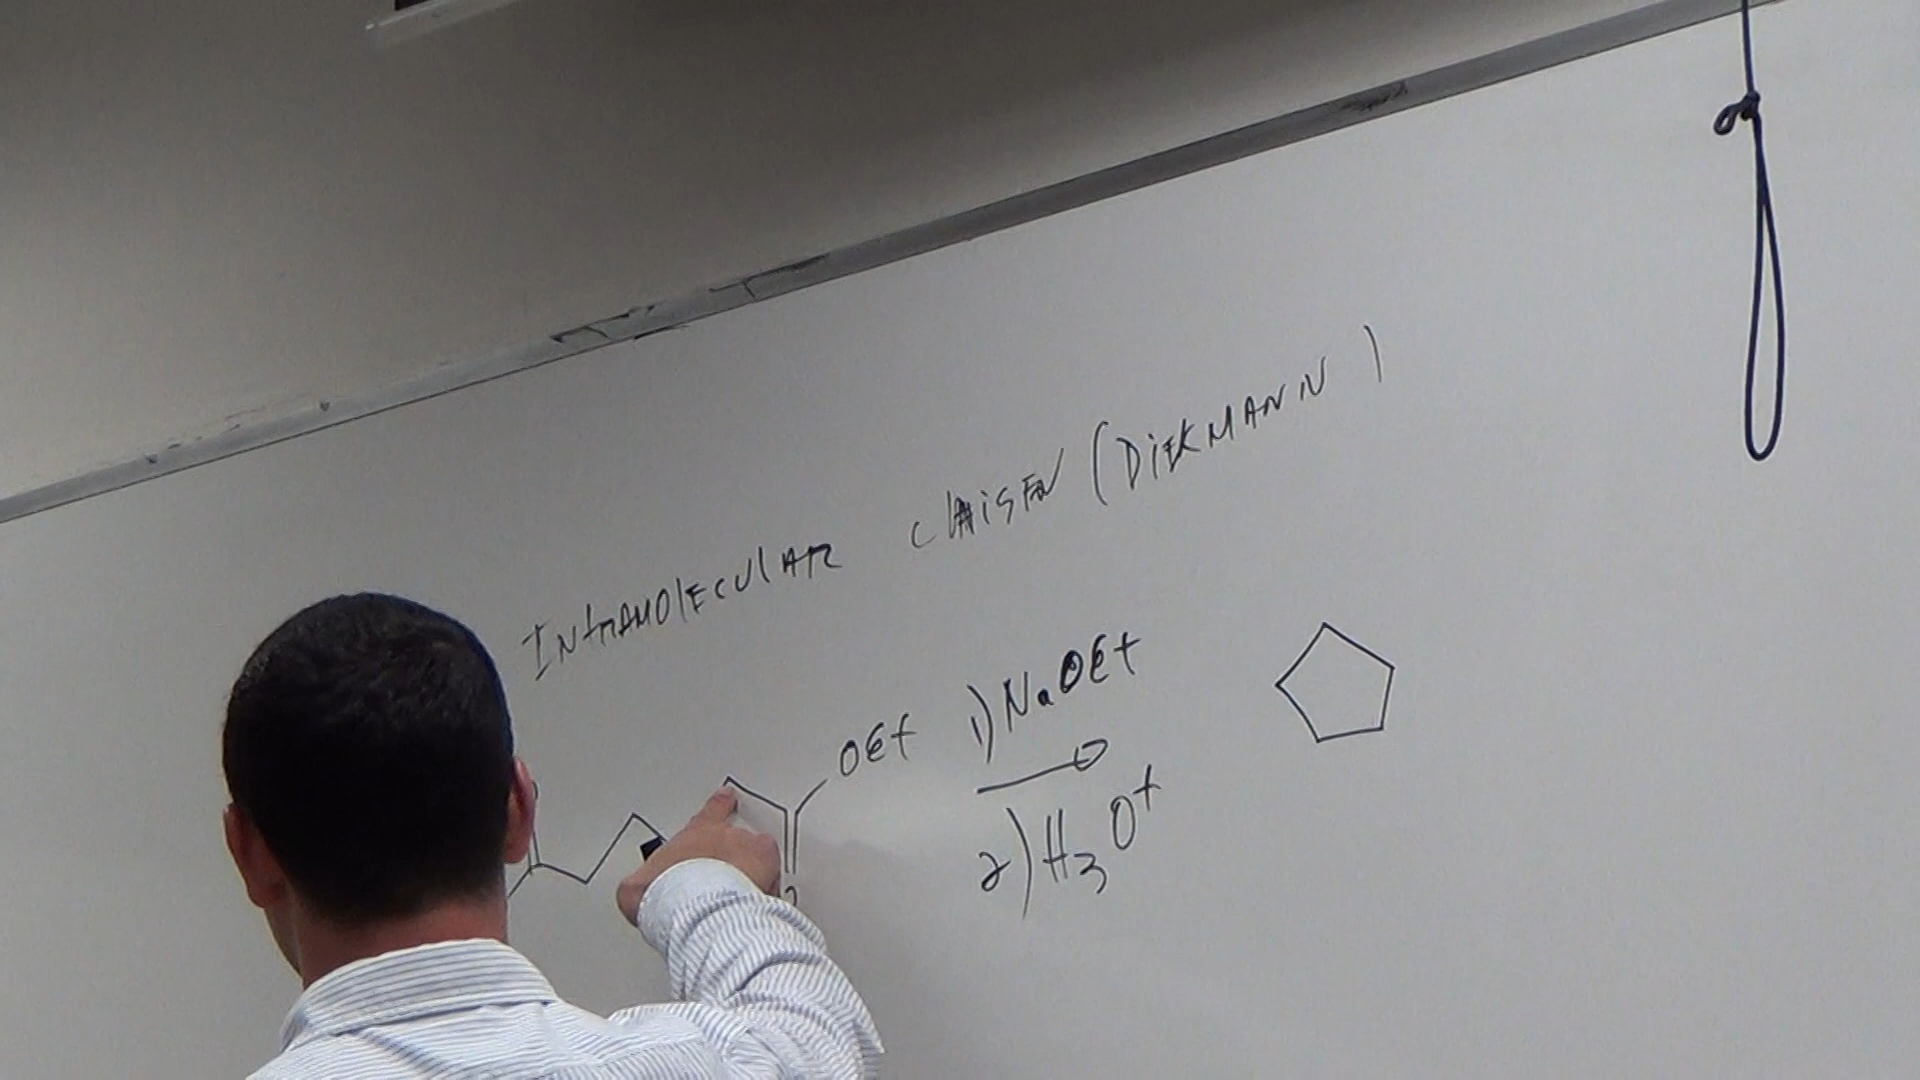 INTRAMOLECULAR CLAISEN (DIEKMANN)
OEt
1) NaOEt
2) H3O+